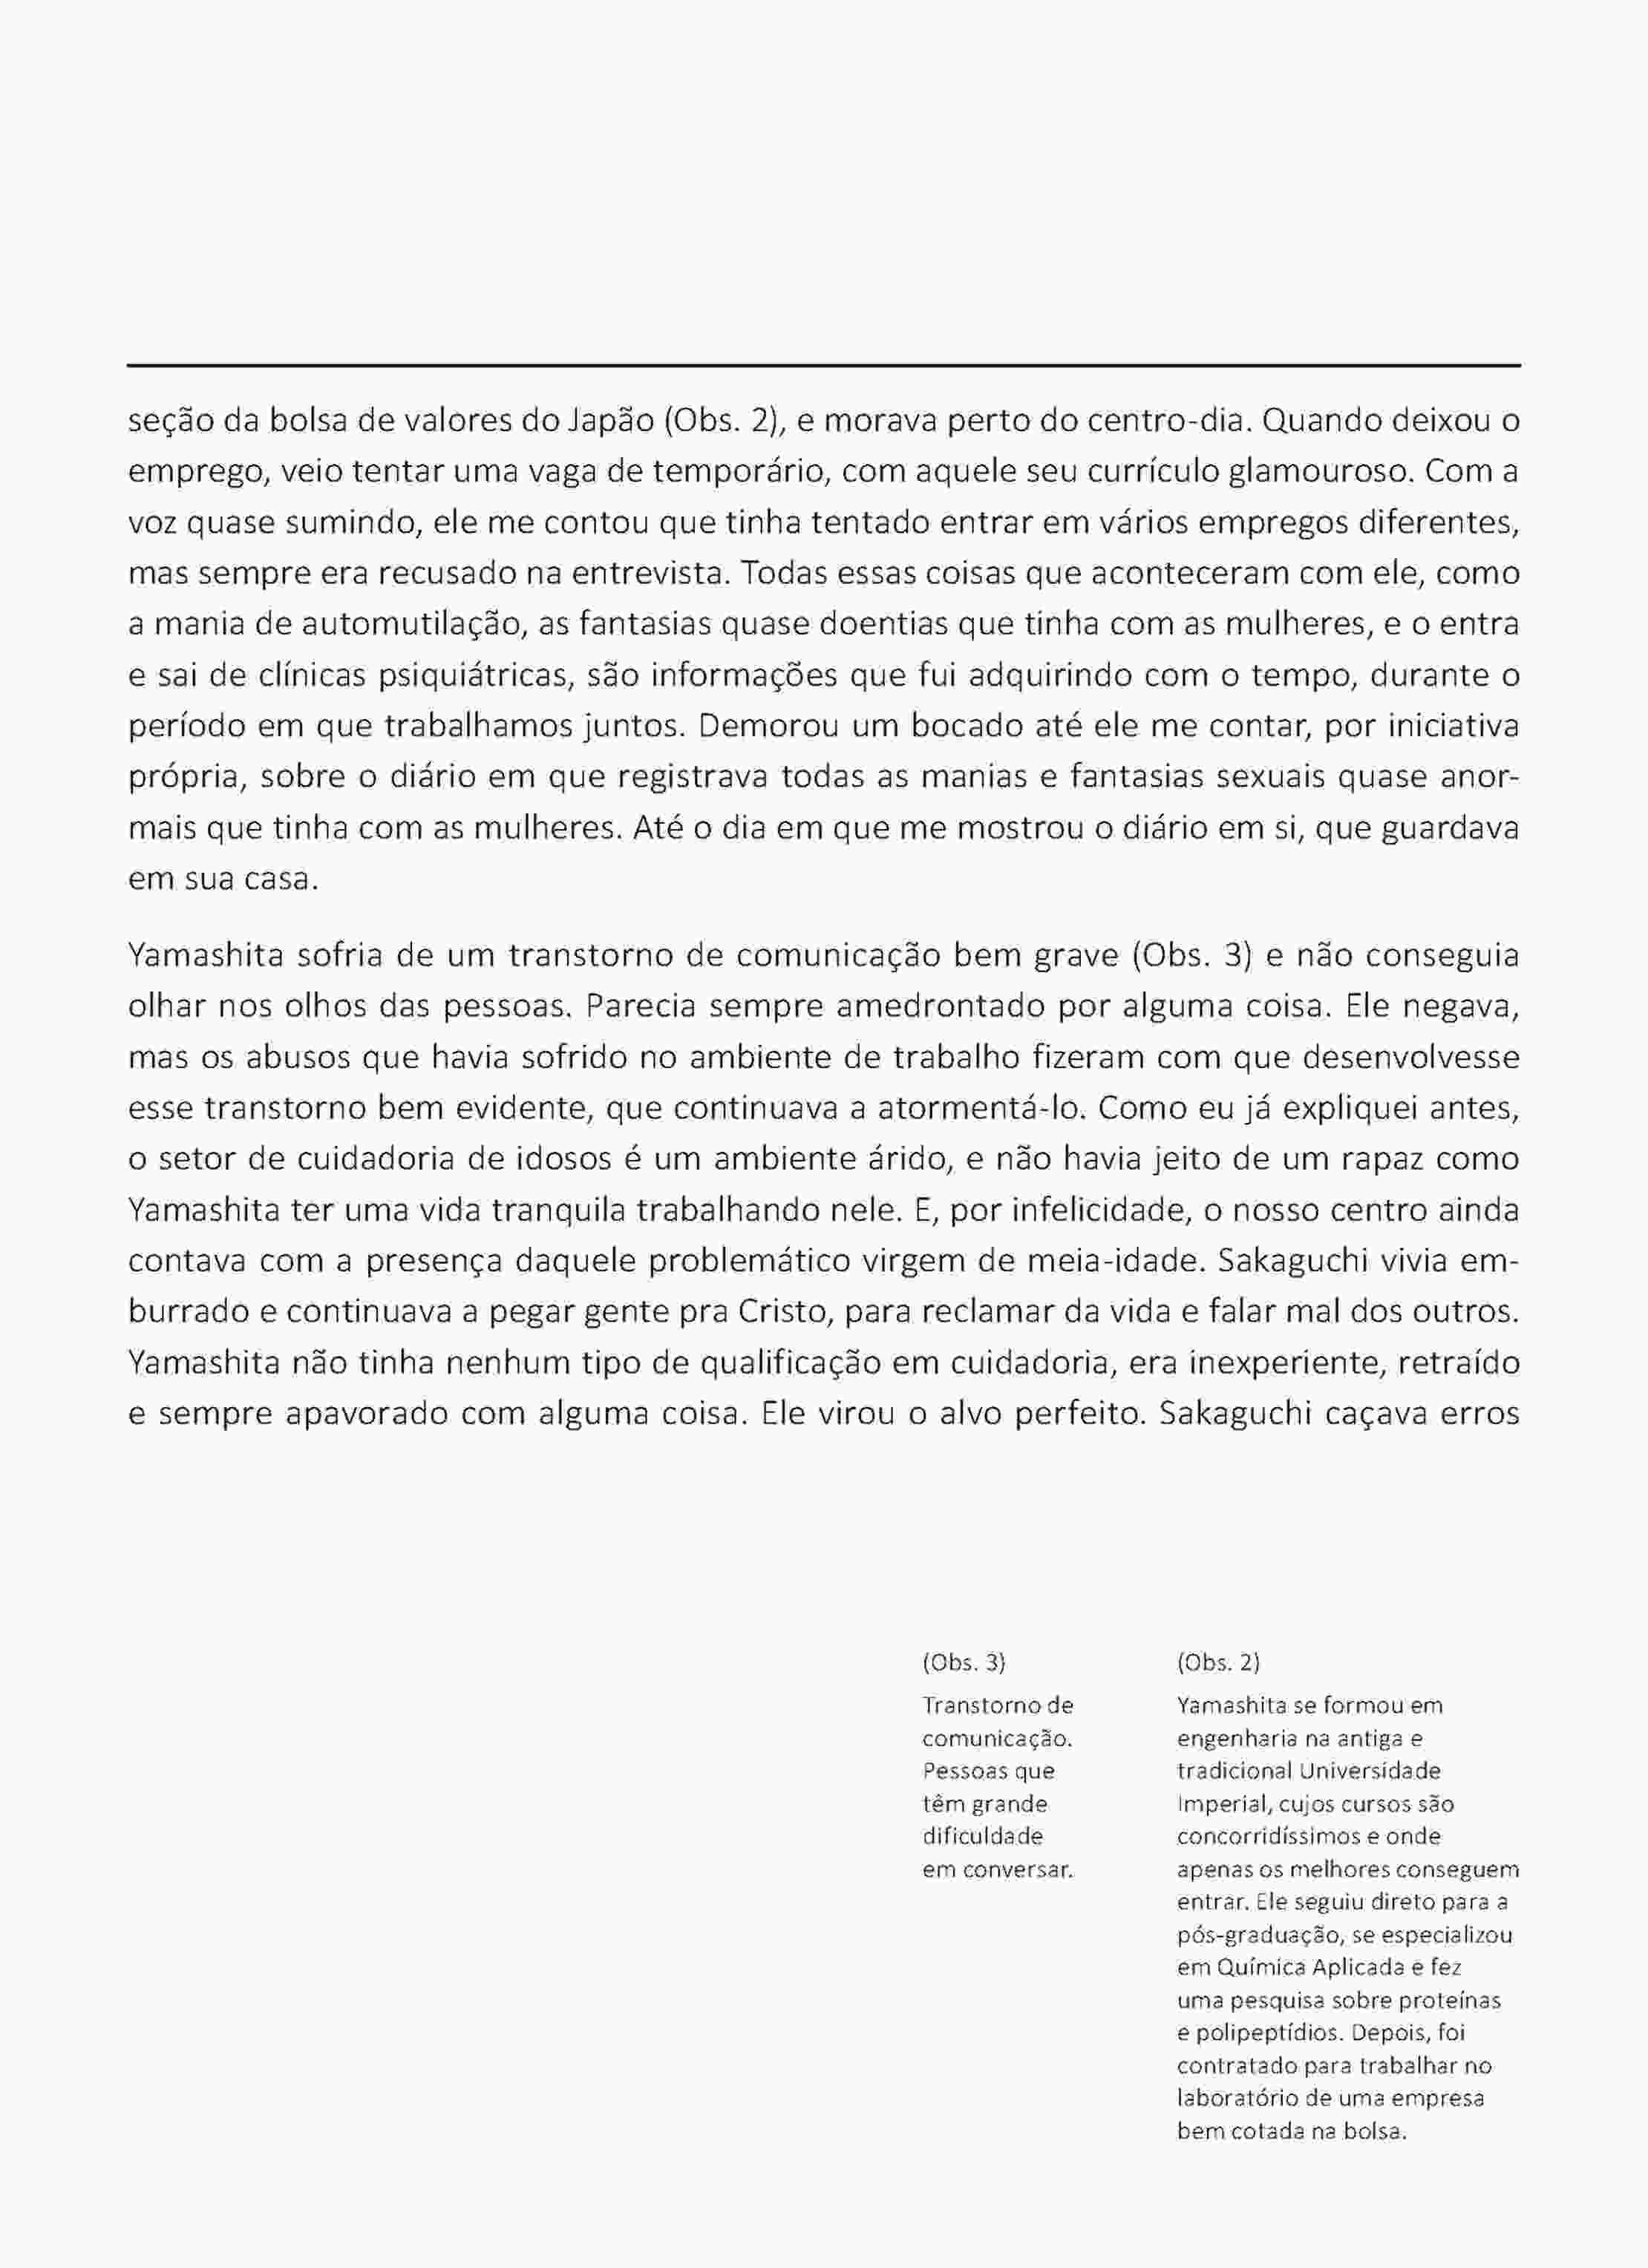 seção da bolsa de valores do Japão (Obs. 2), e morava perto do centro-dia. Quando deixou o
emprego, veio tentar uma vaga de temporário, com aquele seu currículo glamouroso. Com a
voz quase sumindo, ele me contou que tinha tentado entrar em vários empregos diferentes,
mas sempre era recusado na entrevista. Todas essas coisas que aconteceram com ele, como
a mania de automutilação, as fantasias quase doentias que tinha com as mulheres, e o entra
e sai de clínicas psiquiátricas, são informações que fui adquirindo com o tempo, durante o
período em que trabalhamos juntos. Demorou um bocado até ele me contar, por iniciativa
própria, sobre o diário em que registrava todas as manias e fantasias sexuais quase anor-
mais que tinha com as mulheres. Até o dia em que me mostrou o diário em si, que guardava
em sua casa.
Yamashita sofria de um transtorno de comunicação bem grave (Obs. 3) e não conseguia
olhar nos olhos das pessoas. Parecia sempre amedrontado por alguma coisa. Ele negava,
mas os abusos que havia sofrido no ambiente de trabalho fizeram com que desenvolvesse
esse transtorno bem evidente, que continuava a atormentá-lo. Como eu já expliquei antes,
o setor de cuidadoria de idosos é um ambiente árido, e não havia jeito de um rapaz como
Yamashita ter uma vida tranquila trabalhando nele. E, por infelicidade, o nosso centro ainda
contava com a presença daquele problemático virgem de meia-idade. Sakaguchi vivia em-
burrado e continuava a pegar gente pra Cristo, para reclamar da vida e falar mal dos outros.
Yamashita não tinha nenhum tipo de qualificação em cuidadoria, era inexperiente, retraído
e sempre apavorado com alguma coisa. Ele virou o alvo perfeito. Sakaguchi caçava erros
(Obs. 3)
Transtorno de
comunicação.
Pessoas que
têm grande
dificuldade
em conversar.
(Obs. 2)
Yamashita se formou em
engenharia na antiga e
tradicional Universidade
Imperial, cujos cursos são
concorridíssimos e onde
apenas os melhores conseguem
entrar. Ele seguiu direto para a
pós-graduação, se especializou
em Química Aplicada e fez
uma pesquisa sobre proteínas
e polipeptídios. Depois, foi
contratado para trabalhar no
laboratório de uma empresa
bem cotada na bolsa.